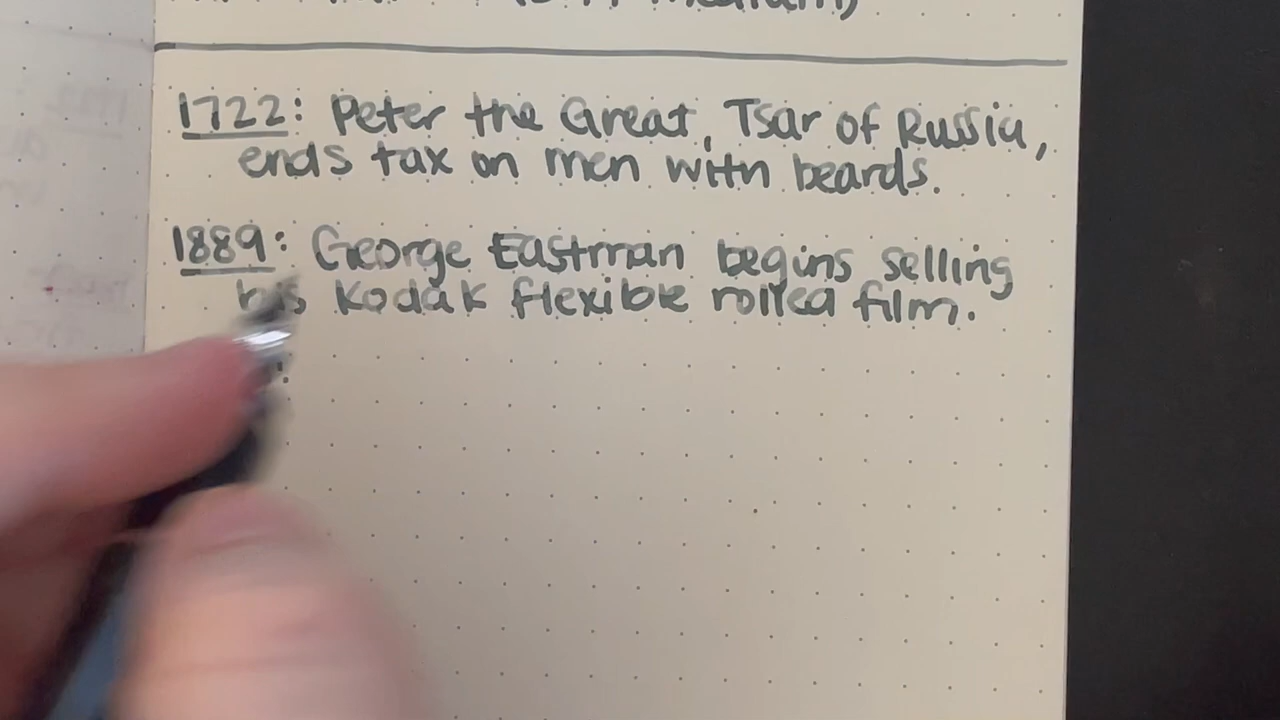 1722: Peter the Great, Tsar of Russia,
ends tax on men with beards.
1889: George Eastman begins selling
his Kodak flexible rolled film.